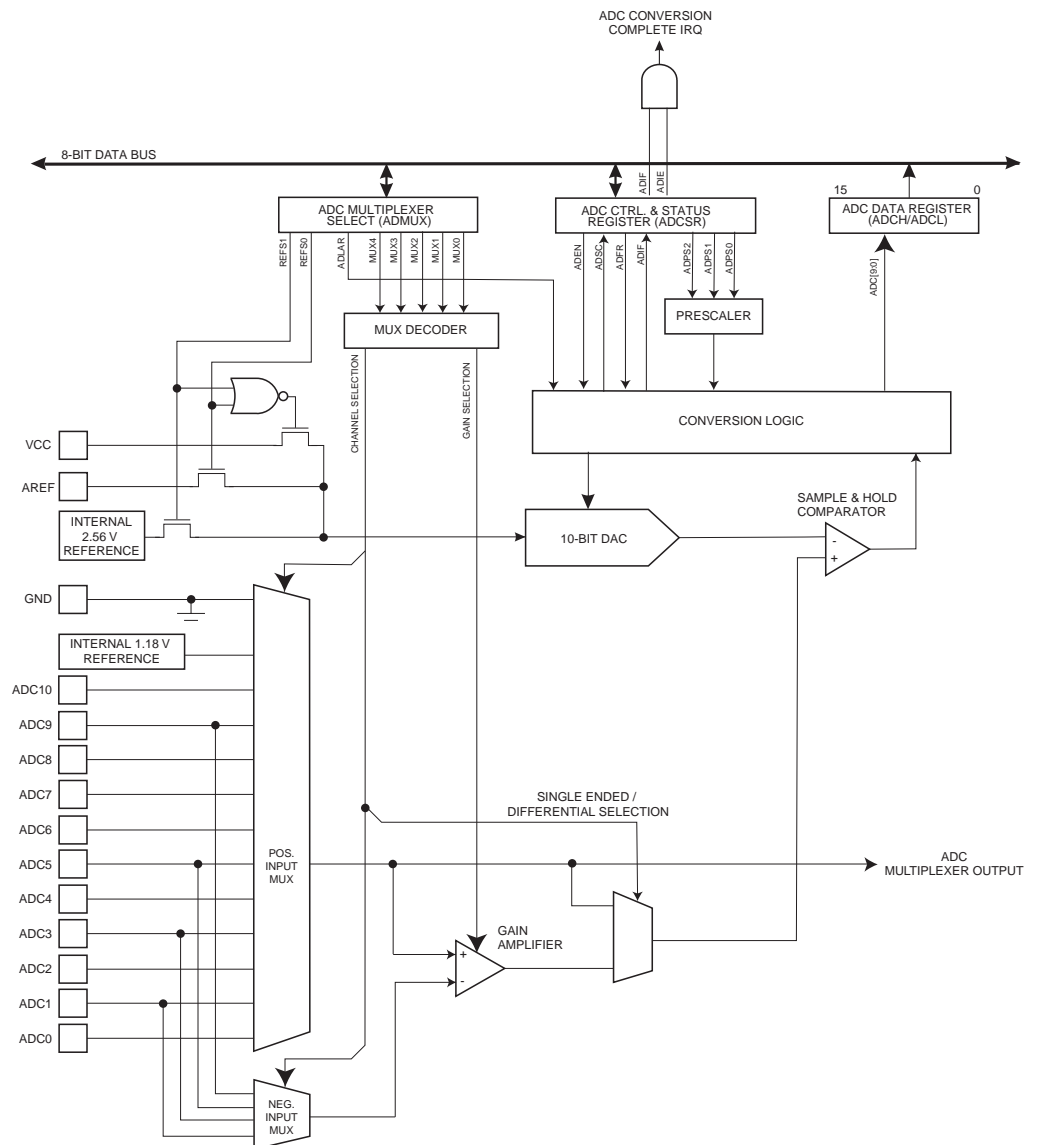 ADC CONVERSION
COMPLETE IRQ
8-BIT DATA BUS
ADIF
ADIE
15
0
ADC MULTIPLEXER
SELECT (ADMUX)
ADC CTRL. & STATUS
REGISTER (ADCSR)
ADC DATA REGISTER
(ADCH/ADCL)
REFS1
REFS0
ADLAR
MUX4
MUX3
MUX2
MUX1
MUX0
ADEN
ADSC
ADFR
ADIF
ADPS2
ADPS1
ADPS0
ADC[9:0]
MUX DECODER
PRESCALER
CHANNEL SELECTION
GAIN SELECTION
CONVERSION LOGIC
VCC
AREF
INTERNAL
2.56 V
REFERENCE
10-BIT DAC
SAMPLE & HOLD
COMPARATOR
-
+
GND
INTERNAL 1.18 V
REFERENCE
ADC10
ADC9
ADC8
ADC7
ADC6
ADC5
ADC4
ADC3
ADC2
ADC1
ADC0
POS.
INPUT
MUX
SINGLE ENDED /
DIFFERENTIAL SELECTION
ADC
MULTIPLEXER OUTPUT
GAIN
AMPLIFIER
+
-
NEG.
INPUT
MUX